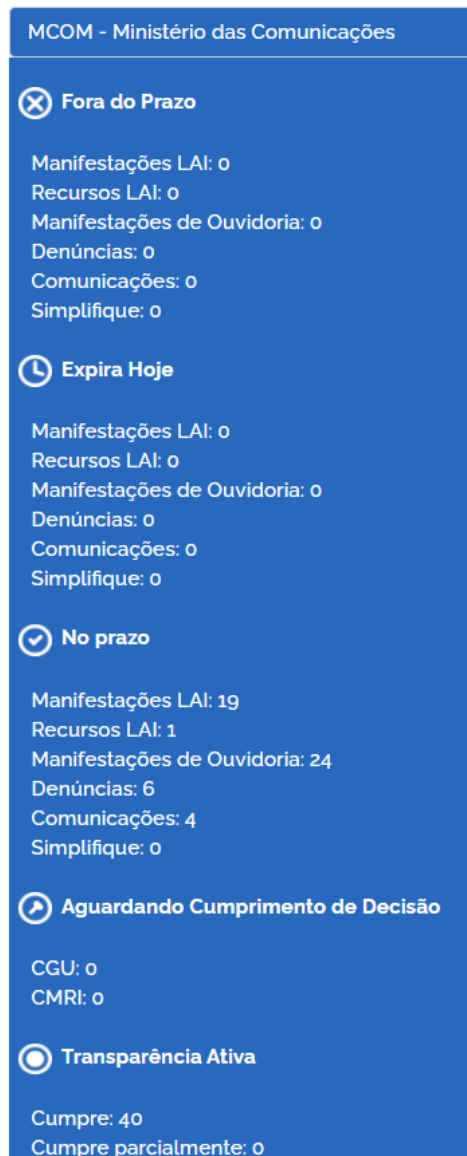 MCOM - Ministério das Comunicações
Fora do Prazo
Manifestações LAI: 0
Recursos LAI: 0
Manifestações de Ouvidoria: 0
Denúncias: 0
Comunicações: 0
Simplifique: 0
Expira Hoje
Manifestações LAI: 0
Recursos LAI: 0
Manifestações de Ouvidoria: 0
Denúncias: 0
Comunicações: 0
Simplifique: 0
No prazo
Manifestações LAI: 19
Recursos LAI: 1
Manifestações de Ouvidoria: 24
Denúncias: 6
Comunicações: 4
Simplifique: 0
Aguardando Cumprimento de Decisão
CGU: 0
CMRI: 0
Transparência Ativa
Cumpre: 40
Cumpre parcialmente: 0